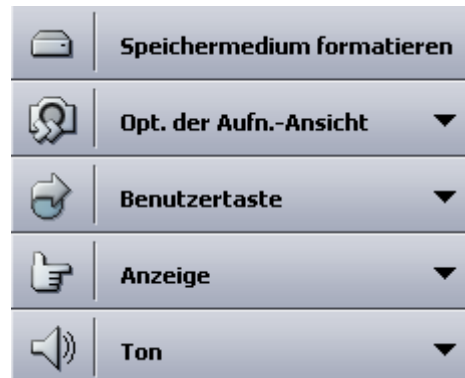 Speichermedium formatieren
Opt. der Aufn.-Ansicht
Benutzertaste
Anzeige
Ton